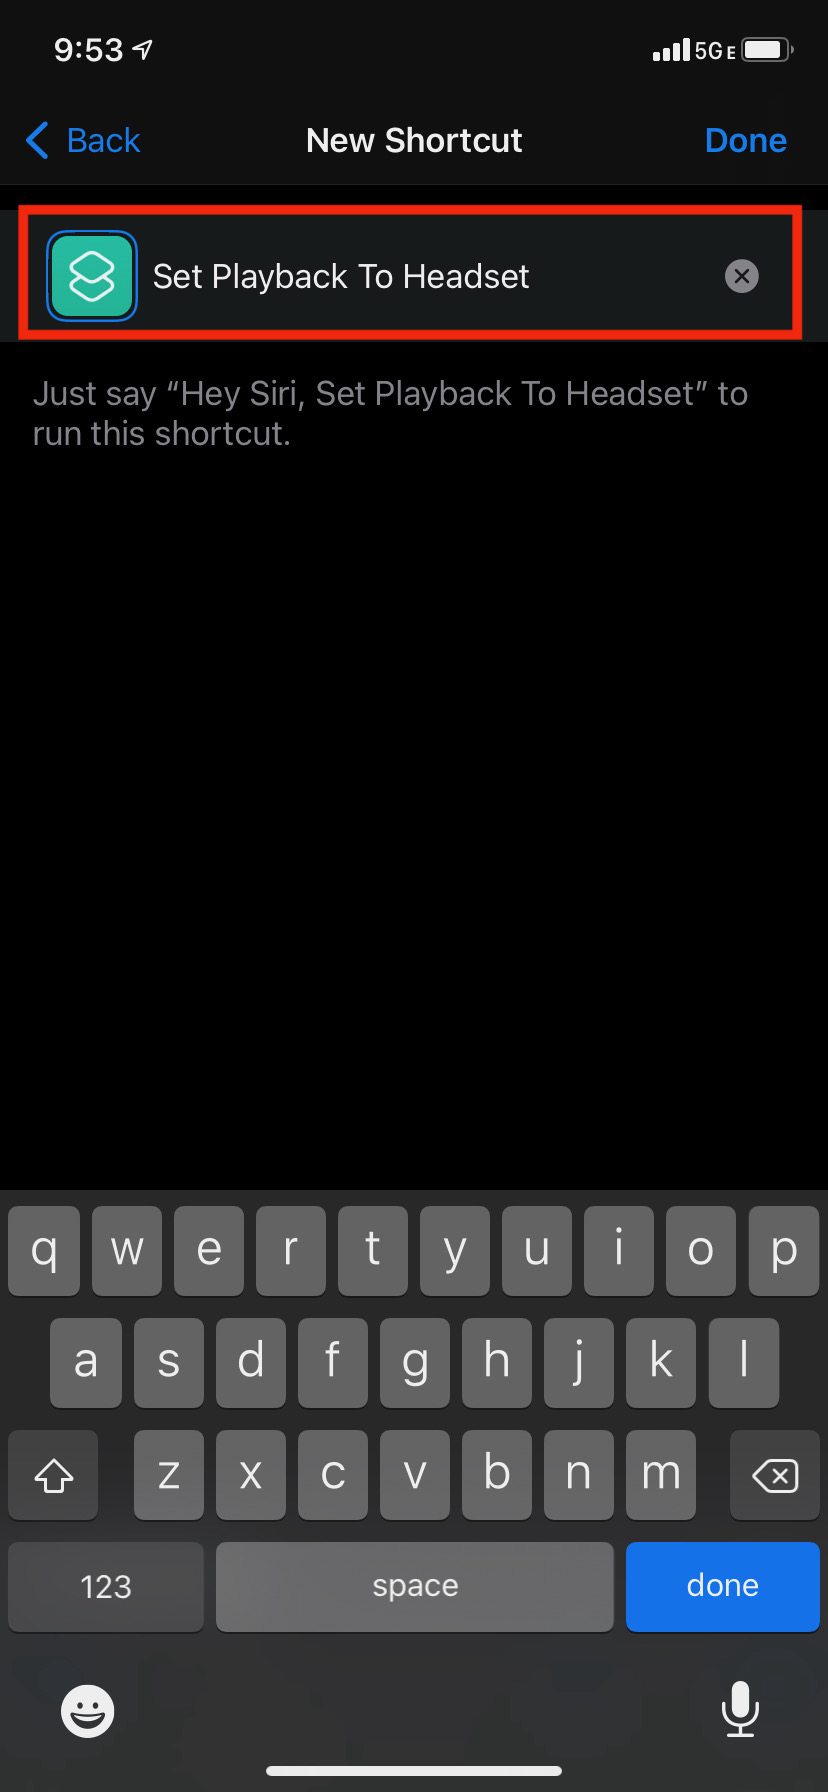 9:53 5G E
Back New Shortcut Done
Set Playback To Headset
Just say “Hey Siri, Set Playback To Headset” to
run this shortcut.
q w e r t y u i o p
a s d f g h j k l
z x c v b n m
123 space done